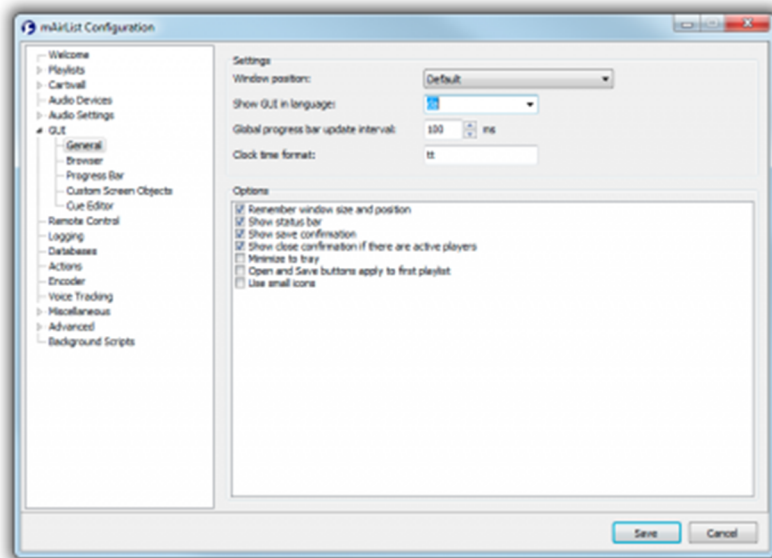 mAirList Configuration
Welcome
Playlists
Cartwall
Audio Devices
Audio Settings
GUI
General
Browser
Progress Bar
Custom Screen Objects
Cue Editor
Remote Control
Logging
Databases
Actions
Encoder
Voice Tracking
Miscellaneous
Advanced
Background Scripts
Settings
Window position: Default
Show GUI in language:
Global progress bar update interval: 100 ms
Clock time format: tt
Options
Remember window size and position
Show status bar
Show save confirmation
Show close confirmation if there are active players
Minimize to tray
Open and Save buttons apply to first playlist
Use small icons
Save Cancel